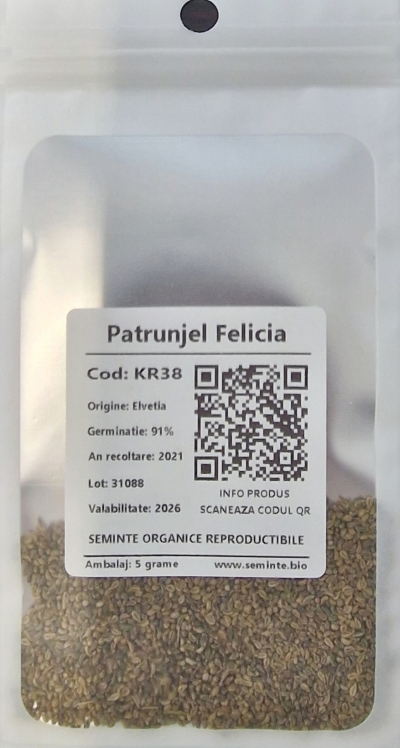 Patrunjel Felicia
Cod: KR38
Origine: Elvetia
Germinatie: 91%
An recoltare: 2021
Lot: 31088
Valabilitate: 2026
INFO PRODUS
SCANEAZA CODUL QR
SEMINTE ORGANICE REPRODUCTIBILE
Ambalaj: 5 grame www.seminte.bio